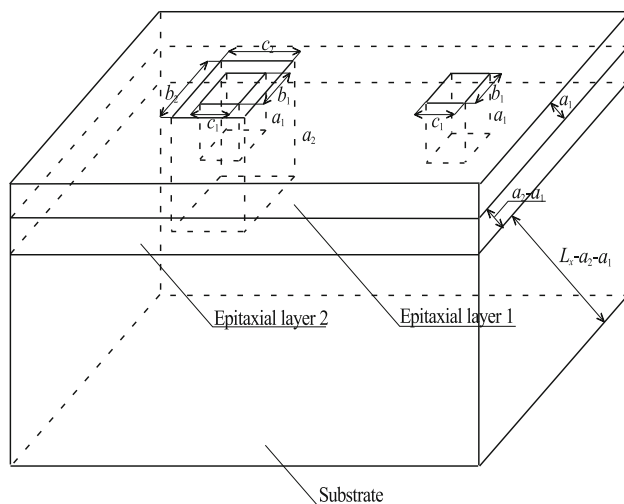 c₂
b₂
b₁
c₁
a₁
a₂
b₁
c₁
a₁
a₁
a₂-a₁
Lₓ-a₂-a₁
Epitaxial layer 2
Epitaxial layer 1
Substrate